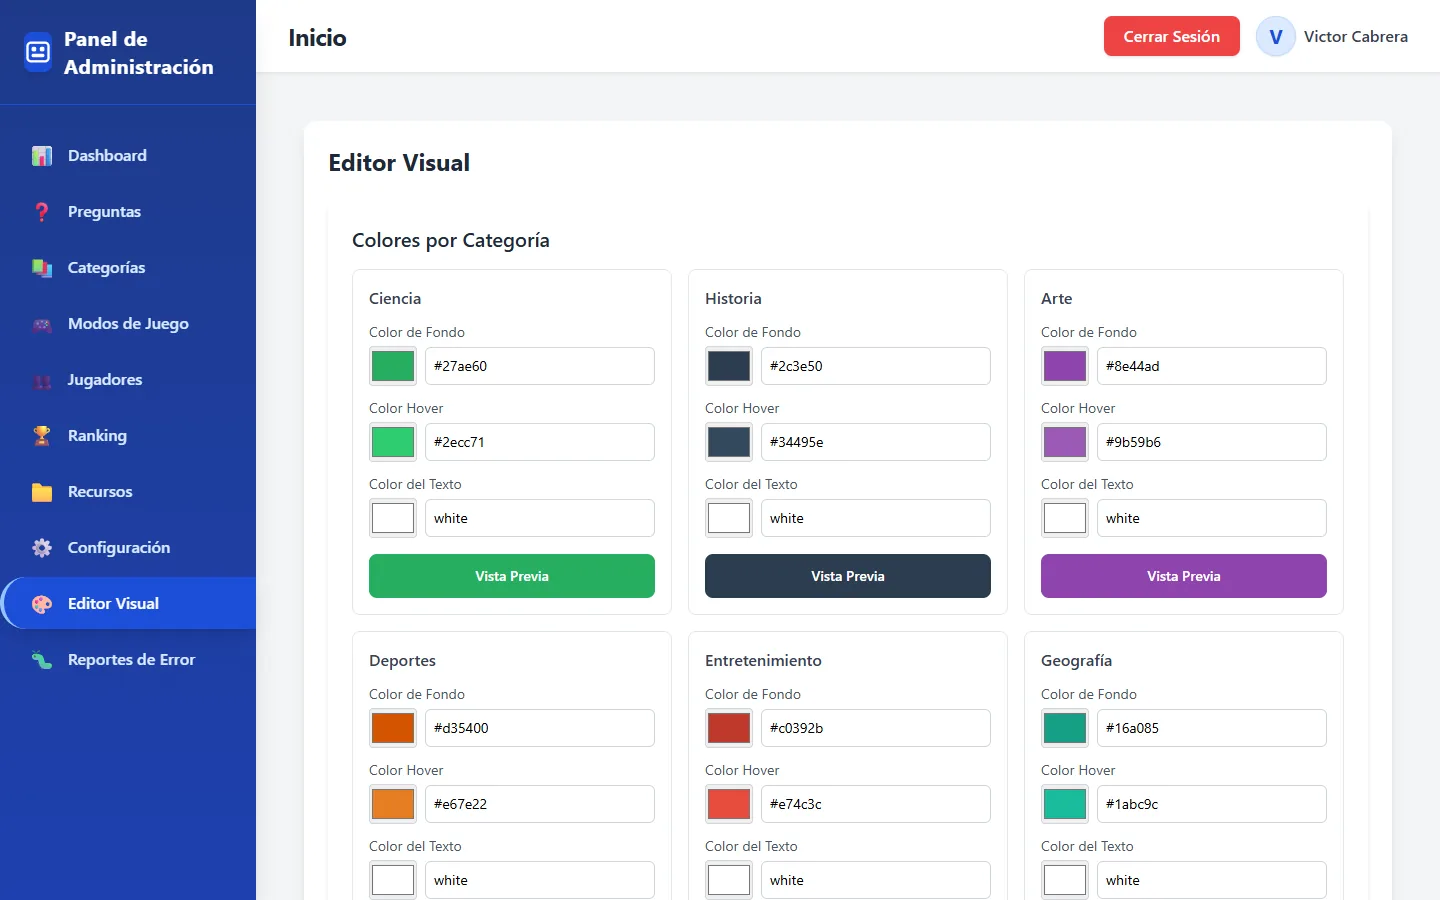 Panel de
Administración
Dashboard
Preguntas
Categorías
Modos de Juego
Jugadores
Ranking
Recursos
Configuración
Editor Visual
Reportes de Error
Inicio
Cerrar Sesión
V
Victor Cabrera
Editor Visual
Colores por Categoría
Ciencia
Color de Fondo
#27ae60
Color Hover
#2ecc71
Color del Texto
white
Vista Previa
Historia
Color de Fondo
#2c3e50
Color Hover
#34495e
Color del Texto
white
Vista Previa
Arte
Color de Fondo
#8e44ad
Color Hover
#9b59b6
Color del Texto
white
Vista Previa
Deportes
Color de Fondo
#d35400
Color Hover
#e67e22
Color del Texto
white
Entretenimiento
Color de Fondo
#c0392b
Color Hover
#e74c3c
Color del Texto
white
Geografía
Color de Fondo
#16a085
Color Hover
#1abc9c
Color del Texto
white